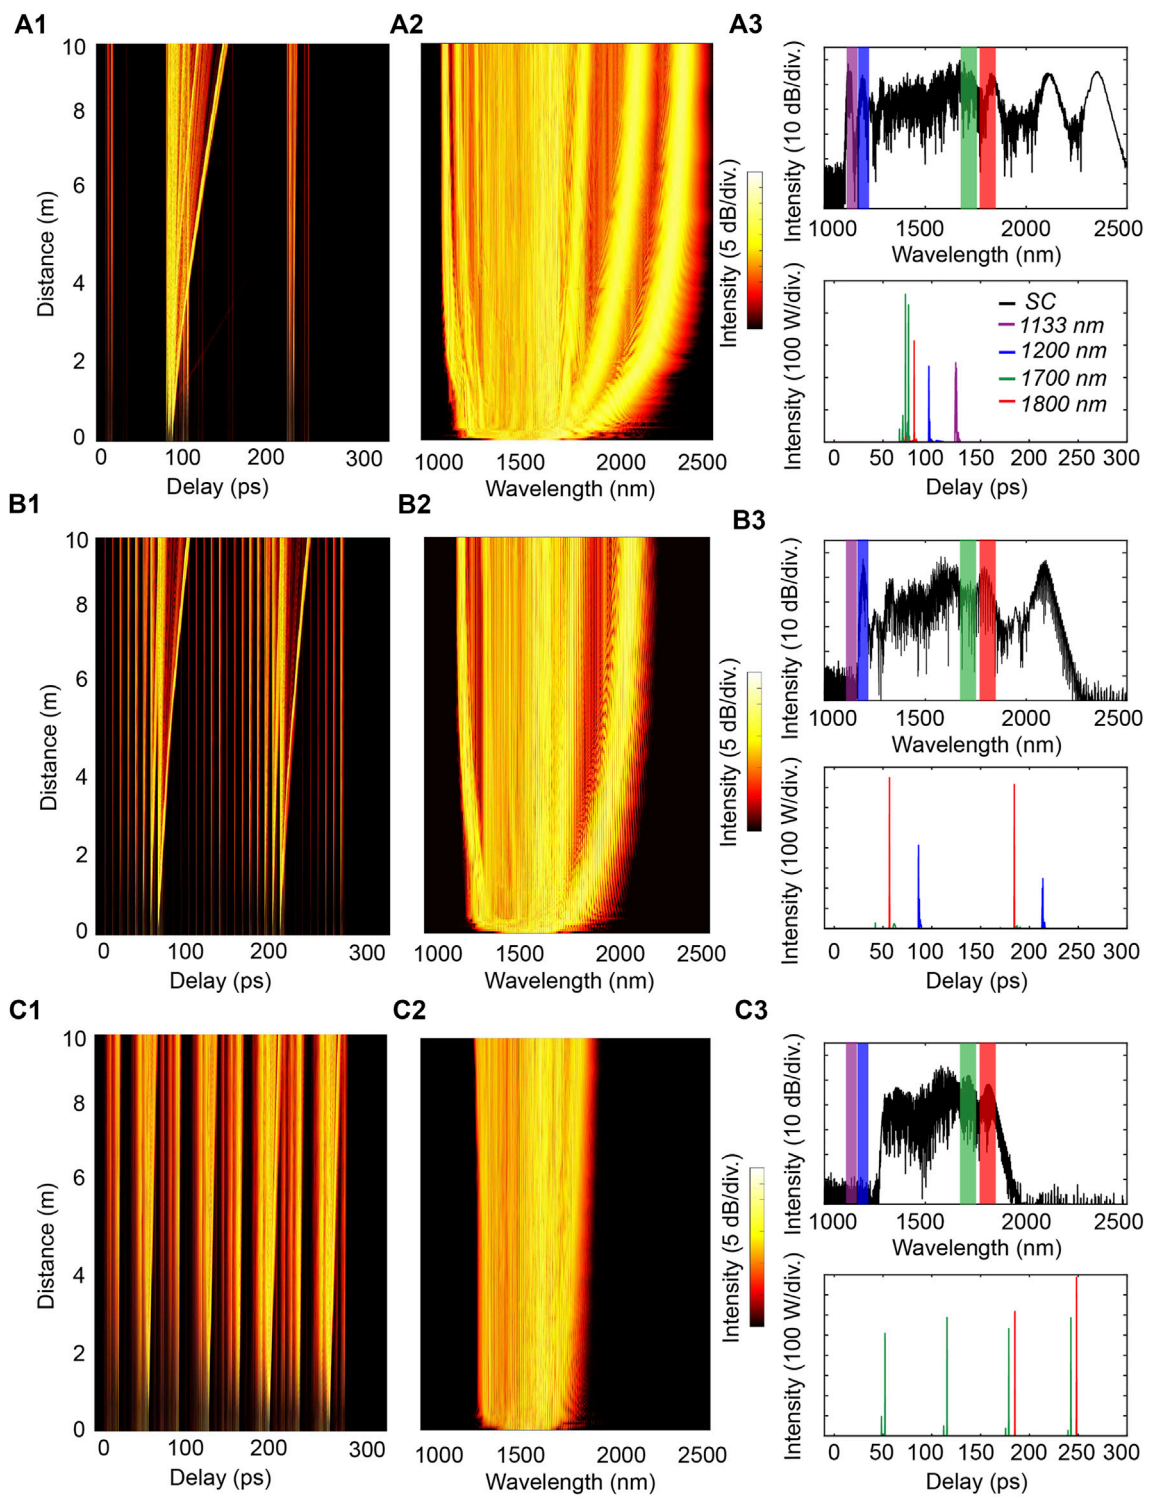 A1
10
8
6
4
2
0
Distance (m)
0 100 200 300
Delay (ps)
A2
1000 1500 2000 2500
Wavelength (nm)
Intensity (5 dB/div.)
A3
Intensity (10 dB/div.)
1000 1500 2000 2500
Wavelength (nm)
Intensity (100 W/div.)
SC
1133 nm
1200 nm
1700 nm
1800 nm
0 50 100 150 200 250 300
Delay (ps)
B1
10
8
6
4
2
0
Distance (m)
0 100 200 300
Delay (ps)
B2
1000 1500 2000 2500
Wavelength (nm)
Intensity (5 dB/div.)
B3
Intensity (10 dB/div.)
1000 1500 2000 2500
Wavelength (nm)
Intensity (100 W/div.)
0 50 100 150 200 250 300
Delay (ps)
C1
10
8
6
4
2
0
Distance (m)
0 100 200 300
Delay (ps)
C2
1000 1500 2000 2500
Wavelength (nm)
Intensity (5 dB/div.)
C3
Intensity (10 dB/div.)
1000 1500 2000 2500
Wavelength (nm)
Intensity (100 W/div.)
0 50 100 150 200 250 300
Delay (ps)